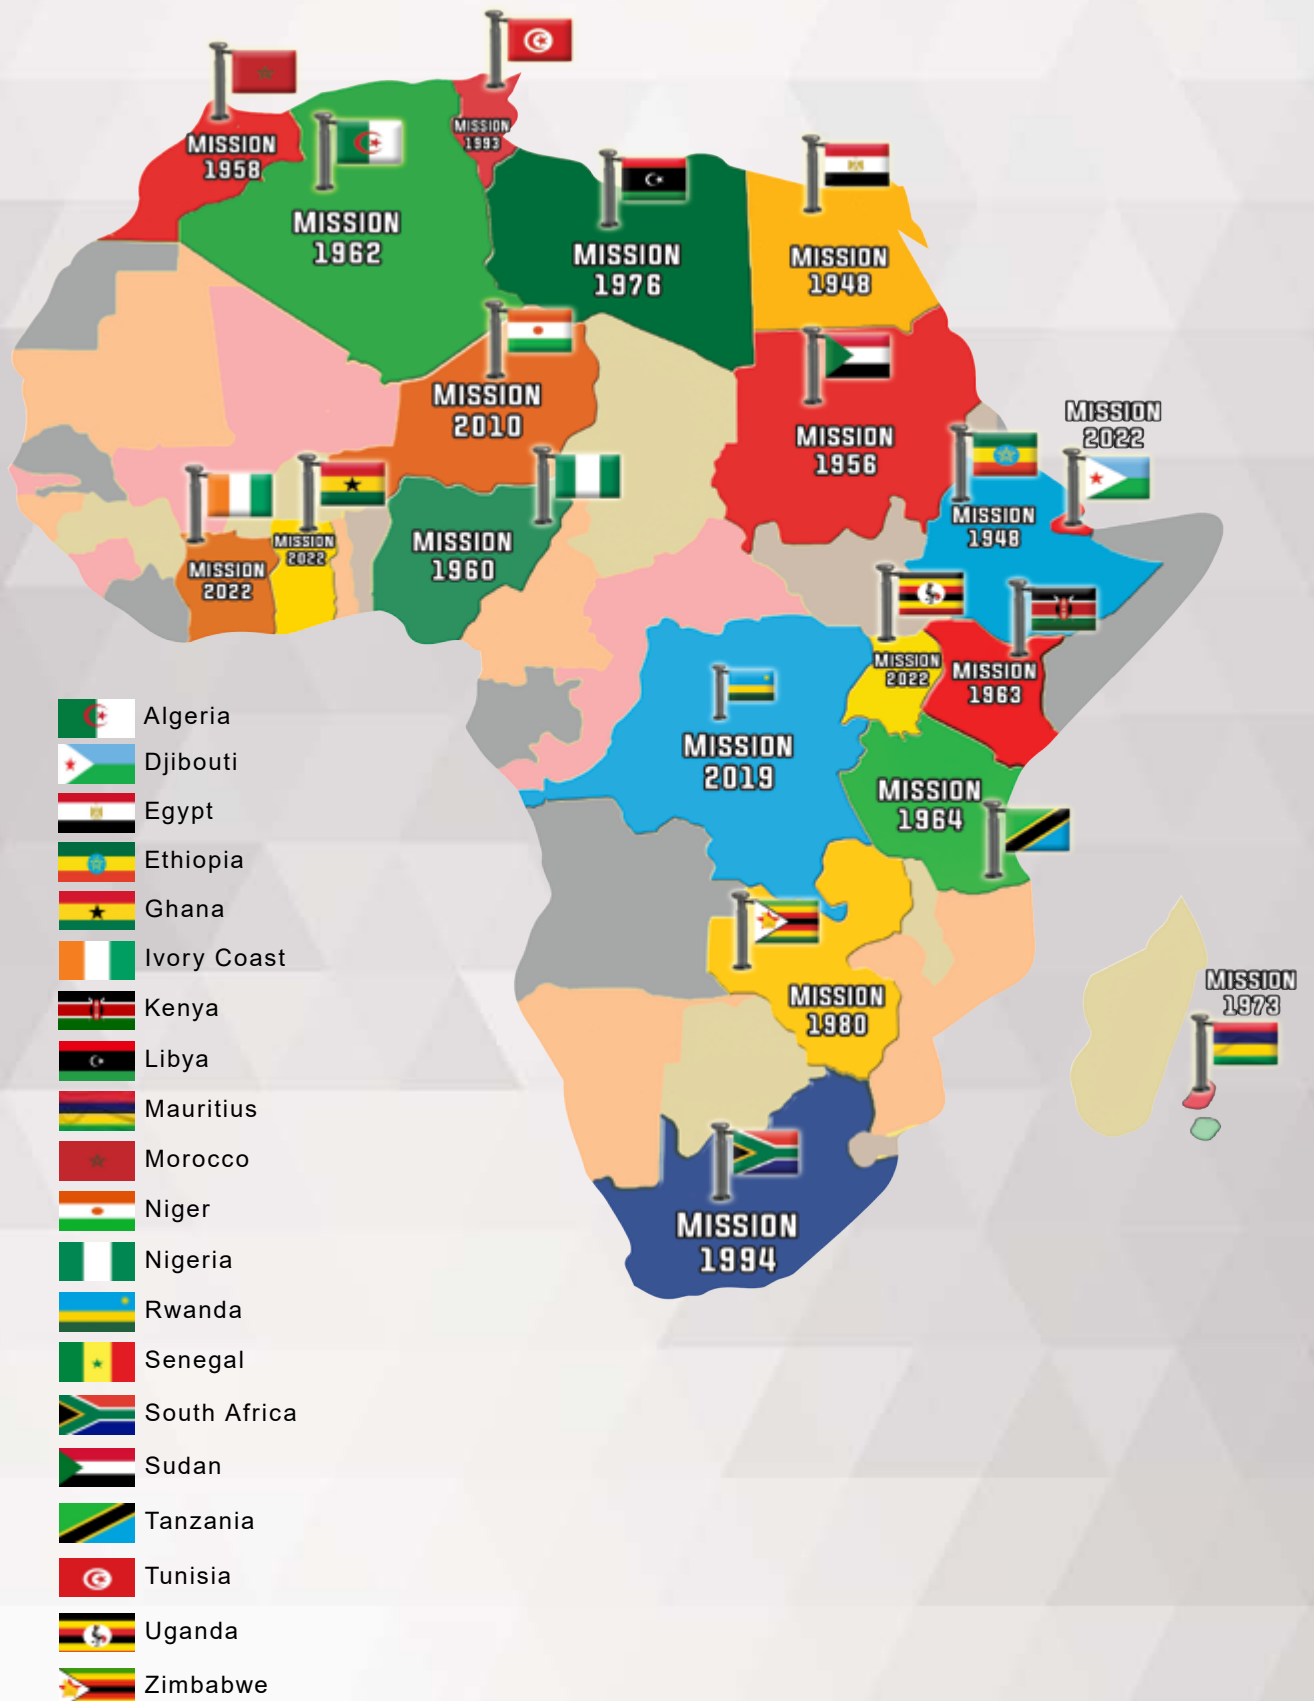 MISSION
1958
MISSION
1993
MISSION
1962
MISSION
1976
MISSION
1948
MISSION
2010
MISSION
1956
MISSION
2022
MISSION
1948
MISSION
2022
MISSION
2022
MISSION
1960
MISSION
2022
MISSION
1963
MISSION
2019
MISSION
1964
MISSION
1973
MISSION
1980
MISSION
1994
Algeria
Djibouti
Egypt
Ethiopia
Ghana
Ivory Coast
Kenya
Libya
Mauritius
Morocco
Niger
Nigeria
Rwanda
Senegal
South Africa
Sudan
Tanzania
Tunisia
Uganda
Zimbabwe